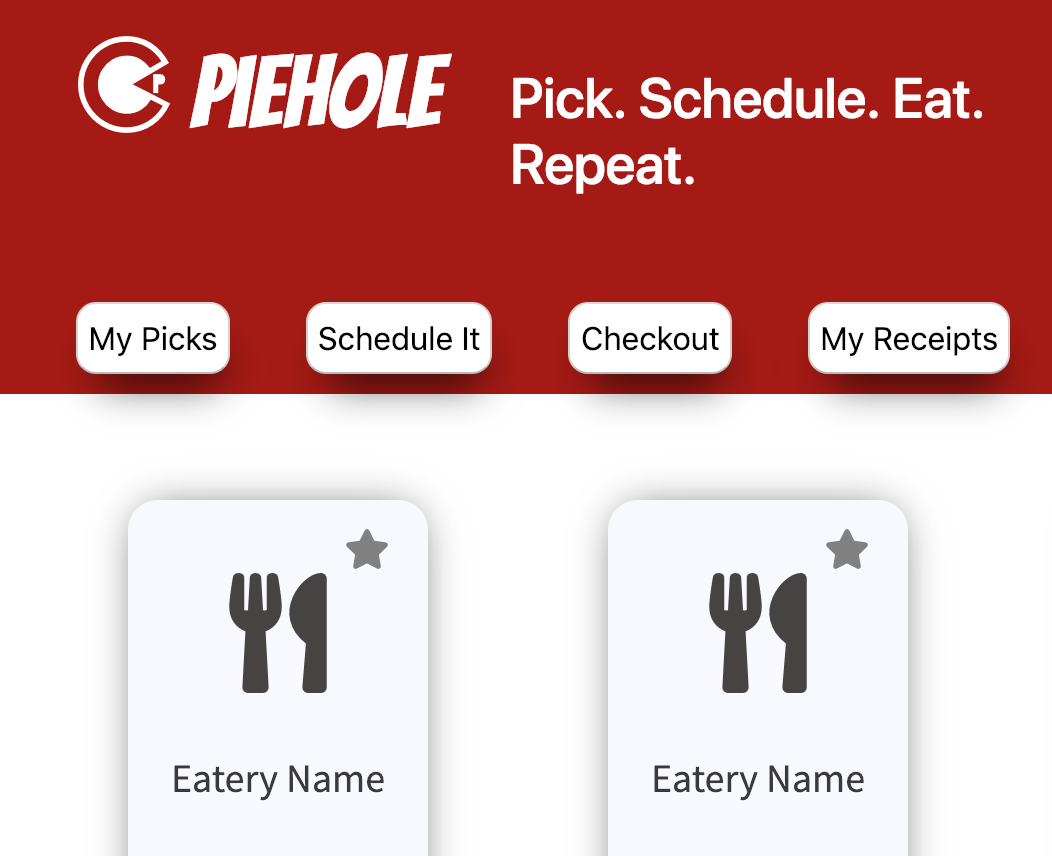 P
PIEHOLE
Pick. Schedule. Eat.
Repeat.
My Picks
Schedule It
Checkout
My Receipts
Eatery Name
Eatery Name